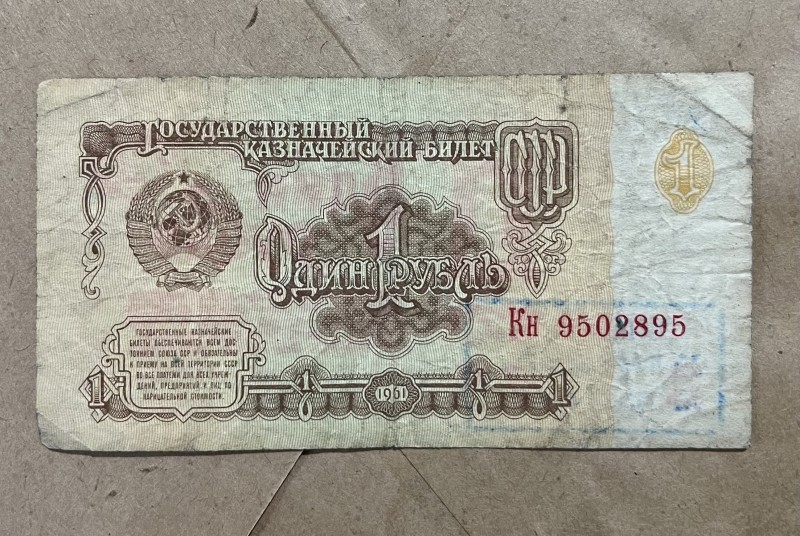 Государственный
казначейский билет
СССР
1
Один 1 рубль
Кн 9502895
ГОСУДАРСТВЕННЫЕ КАЗНАЧЕЙСКИЕ
БИЛЕТЫ ОБЕСПЕЧИВАЮТСЯ ВСЕМ ДОС
ТОЯНИЕМ СОЮЗА ССР И ОБЯЗАТЕЛЬНЫ
К ПРИЕМУ НА ВСЕЙ ТЕРРИТОРИИ СССР
ВО ВСЕ ПЛАТЕЖИ ДЛЯ ВСЕХ УЧРЕЖ
ДЕНИЙ, ПРЕДПРИЯТИЙ И ЛИЦ ПО
НАРИЦАТЕЛЬНОЙ СТОИМОСТИ.
1 1 1961 1 1